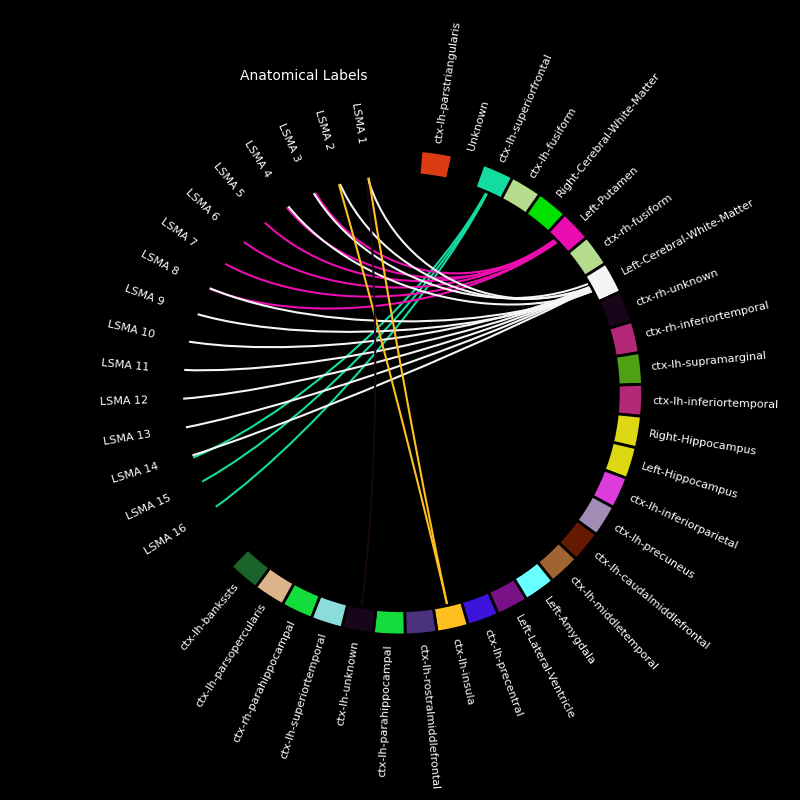 Anatomical Labels
LSMA 1
LSMA 2
LSMA 3
LSMA 4
LSMA 5
LSMA 6
LSMA 7
LSMA 8
LSMA 9
LSMA 10
LSMA 11
LSMA 12
LSMA 13
LSMA 14
LSMA 15
LSMA 16
ctx-lh-parstriangularis
Unknown
ctx-lh-superiorfrontal
ctx-lh-fusiform
Right-Cerebral-White-Matter
Left-Putamen
ctx-rh-fusiform
Left-Cerebral-White-Matter
ctx-rh-unknown
ctx-rh-inferiortemporal
ctx-lh-supramarginal
ctx-lh-inferiortemporal
Right-Hippocampus
Left-Hippocampus
ctx-lh-inferiorparietal
ctx-lh-precuneus
ctx-lh-caudalmiddlefrontal
ctx-lh-middletemporal
Left-Amygdala
Left-Lateral-Ventricle
ctx-lh-precentral
ctx-lh-insula
ctx-lh-rostralmiddlefrontal
ctx-lh-parahippocampal
ctx-lh-unknown
ctx-lh-superiortemporal
ctx-rh-parahippocampal
ctx-lh-parsopercularis
ctx-lh-bankssts